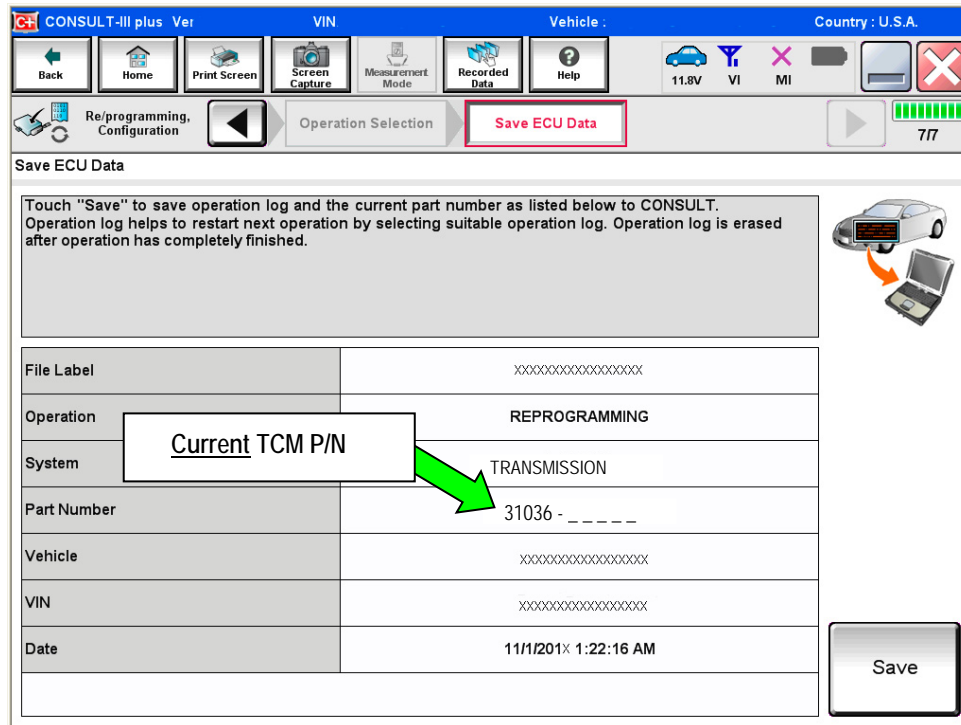 C+ CONSULT-III plus Ver VIN. Vehicle : Country : U.S.A.
Back
Home
Print Screen
Screen
Capture
Measurement
Mode
Recorded
Data
Help
11.8V
VI
MI
Re/programming,
Configuration
Operation Selection
Save ECU Data
7/7
Save ECU Data
Touch "Save" to save operation log and the current part number as listed below to CONSULT.
Operation log helps to restart next operation by selecting suitable operation log. Operation log is erased
after operation has completely finished.
File Label XXXXXXXXXXXXXXXXX
Operation REPROGRAMMING
Current TCM P/N
System TRANSMISSION
Part Number 31036 - _ _ _ _ _
Vehicle XXXXXXXXXXXXXXXXX
VIN XXXXXXXXXXXXXXXXX
Date 11/1/201X 1:22:16 AM
Save